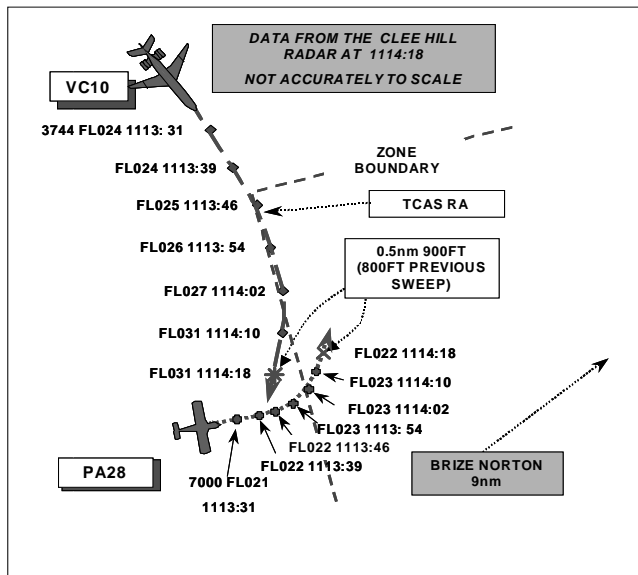 DATA FROM THE CLEE HILL
RADAR AT 1114:18
NOT ACCURATELY TO SCALE
VC10
3744 FL024 1113: 31
ZONE
BOUNDARY
FL024 1113:39
FL025 1113:46
TCAS RA
FL026 1113: 54
0.5nm 900FT
(800FT PREVIOUS
SWEEP)
FL027 1114:02
FL031 1114:10
FL022 1114:18
FL031 1114:18
FL023 1114:10
FL023 1114:02
FL023 1113: 54
FL022 1113:46
FL022 1113:39
PA28
7000 FL021
1113:31
BRIZE NORTON
9nm